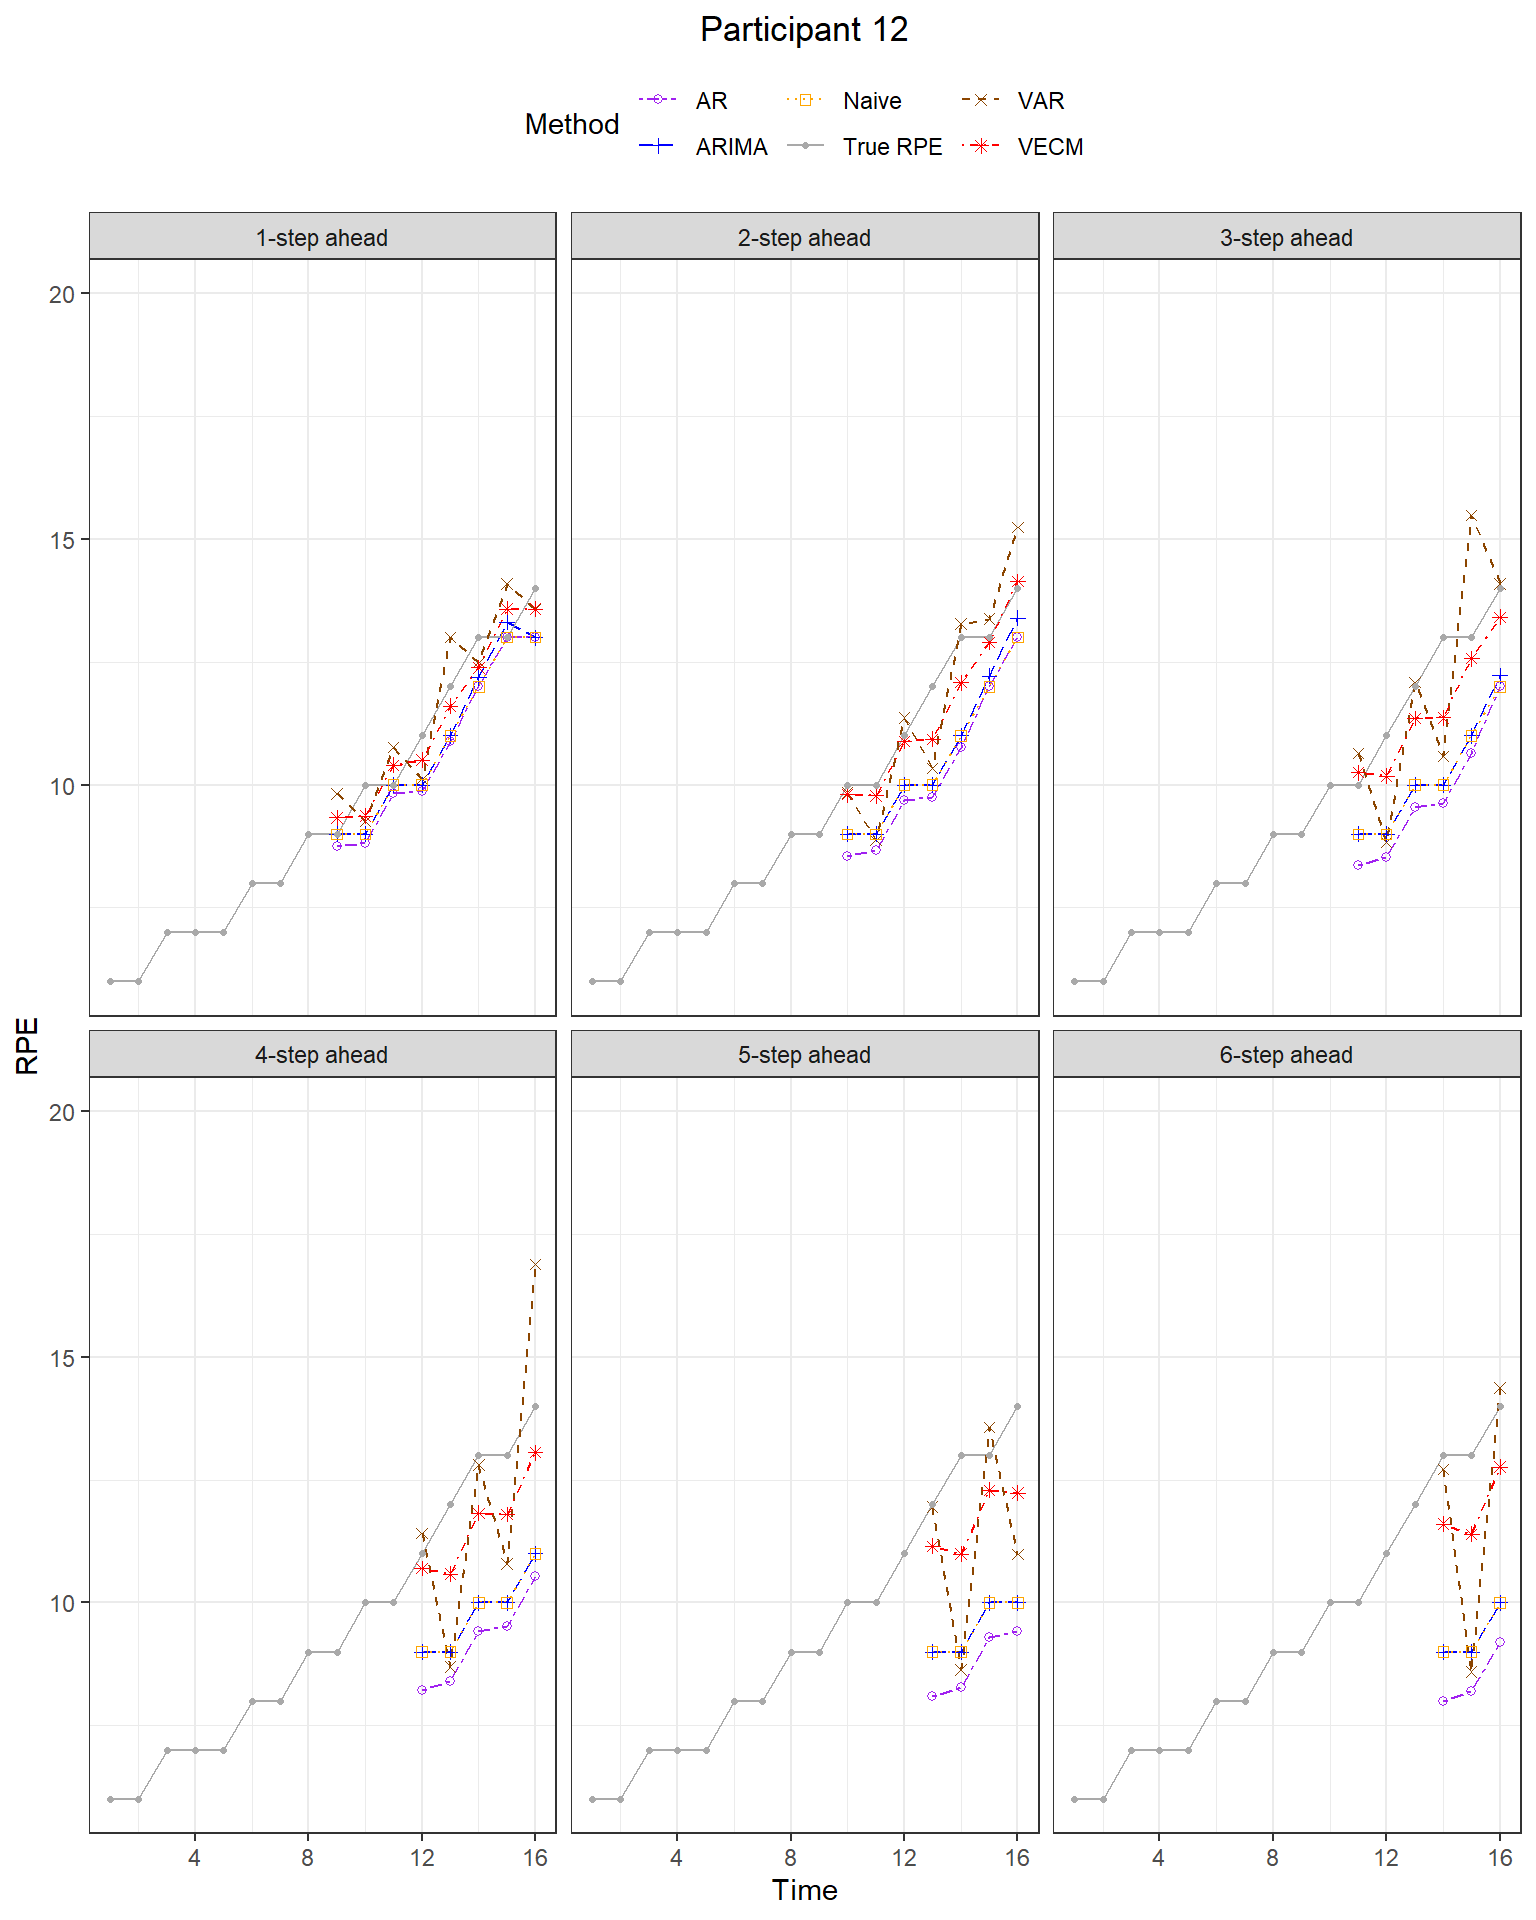 Participant 12
Method
AR
Naive
VAR
ARIMA
True RPE
VECM
1-step ahead
2-step ahead
3-step ahead
20
15
10
RPE
4-step ahead
5-step ahead
6-step ahead
20
15
10
4 8 12 16
4 8 12 16
4 8 12 16
Time